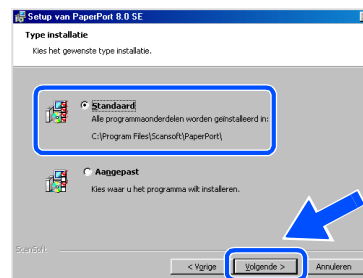 Setup van PaperPort 8.0 SE
Type installatie
Kies het gewenste type installatie.
Standaard
Alle programmaonderdelen worden geïnstalleerd in:
C:\Program Files\Scansoft\PaperPort\
Aangepast
Kies waar u het programma wilt installeren.
ScanSoft
< Vorige
Volgende >
Annuleren